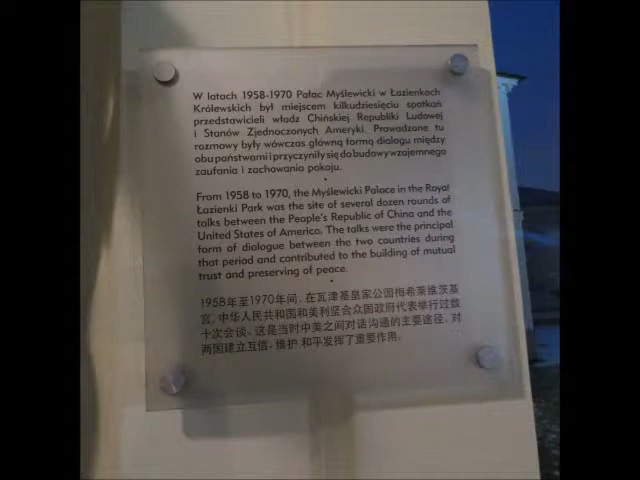 W latach 1958-1970 Pałac Myślewicki w Łazienkach
Królewskich był miejscem kilkudziesięciu spotkań
przedstawicieli władz Chińskiej Republiki Ludowej
i Stanów Zjednoczonych Ameryki. Prowadzone tu
rozmowy były wówczas główną formą dialogu między
obu państwami i przyczyniły się do budowy wzajemnego
zaufania i zachowania pokoju.
•
From 1958 to 1970, the Myślewicki Palace in the Royal
Łazienki Park was the site of several dozen rounds of
talks between the People's Republic of China and the
United States of America. The talks were the principal
form of dialogue between the two countries during
that period and contributed to the building of mutual
trust and preserving of peace.
•
1958年至1970年间，在瓦津基皇家公园梅希莱维茨基
宫，中华人民共和国和美利坚合众国政府代表举行过数
十次会谈。这是当时中美之间对话沟通的主要途径，对
两国建立互信、维护 和平发挥了重要作用。